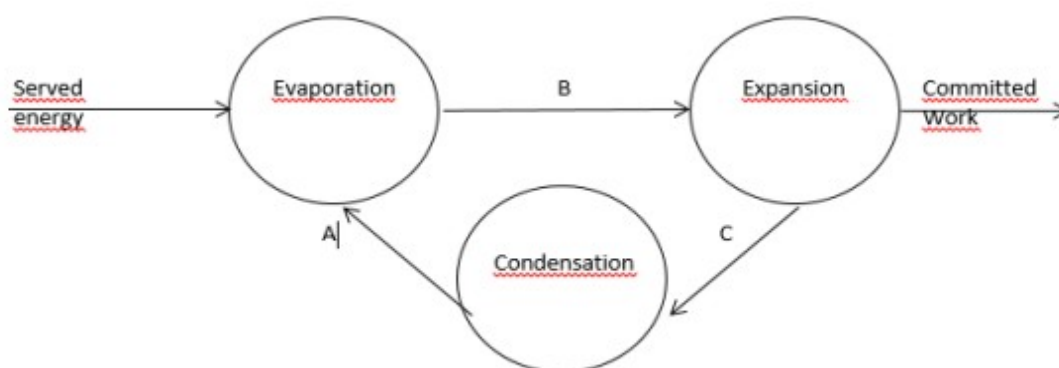 Served
energy
Evaporation
B
Expansion
Committed
Work
A
C
Condensation